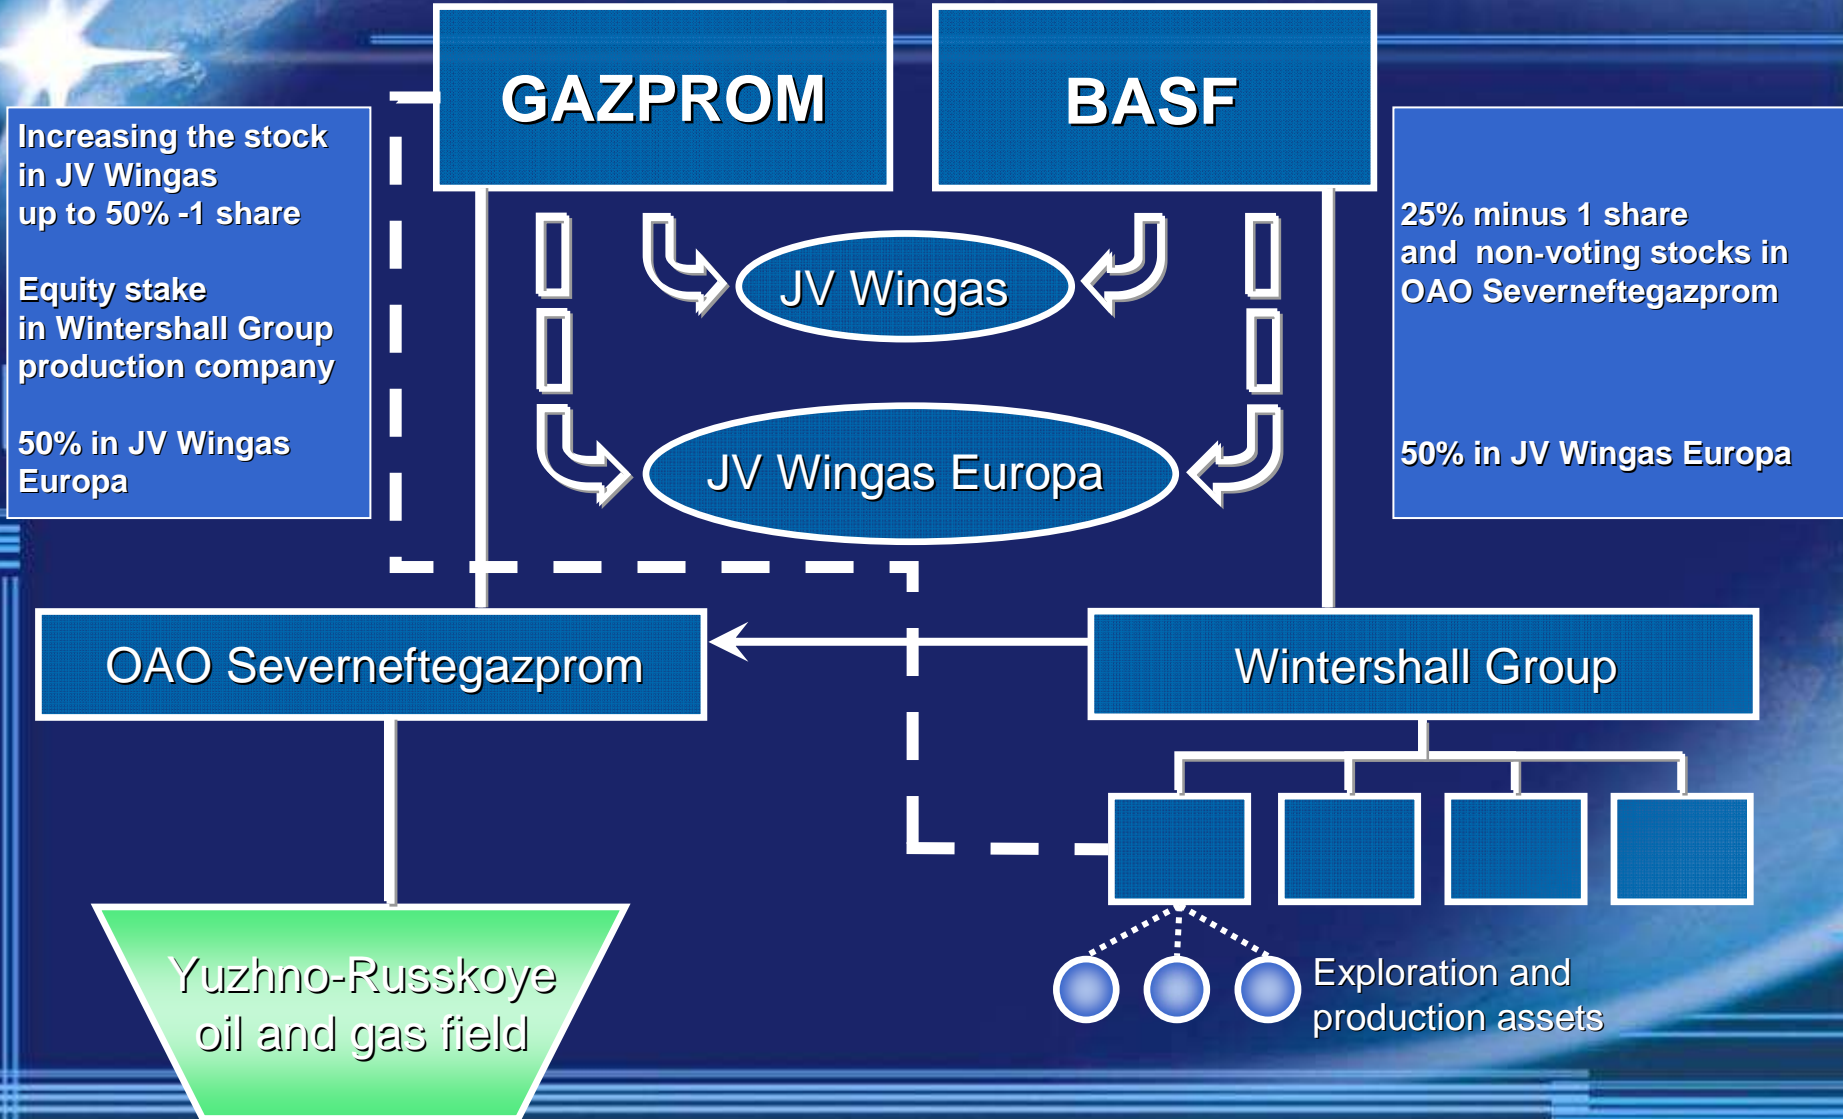 GAZPROM
BASF
Increasing the stock
in JV Wingas
up to 50% -1 share
Equity stake
in Wintershall Group
production company
50% in JV Wingas
Europa
25% minus 1 share
and non-voting stocks in
OAO Severneftegazprom
50% in JV Wingas Europa
JV Wingas
JV Wingas Europa
OAO Severneftegazprom
Wintershall Group
Yuzhno-Russkoye
oil and gas field
Exploration and
production assets